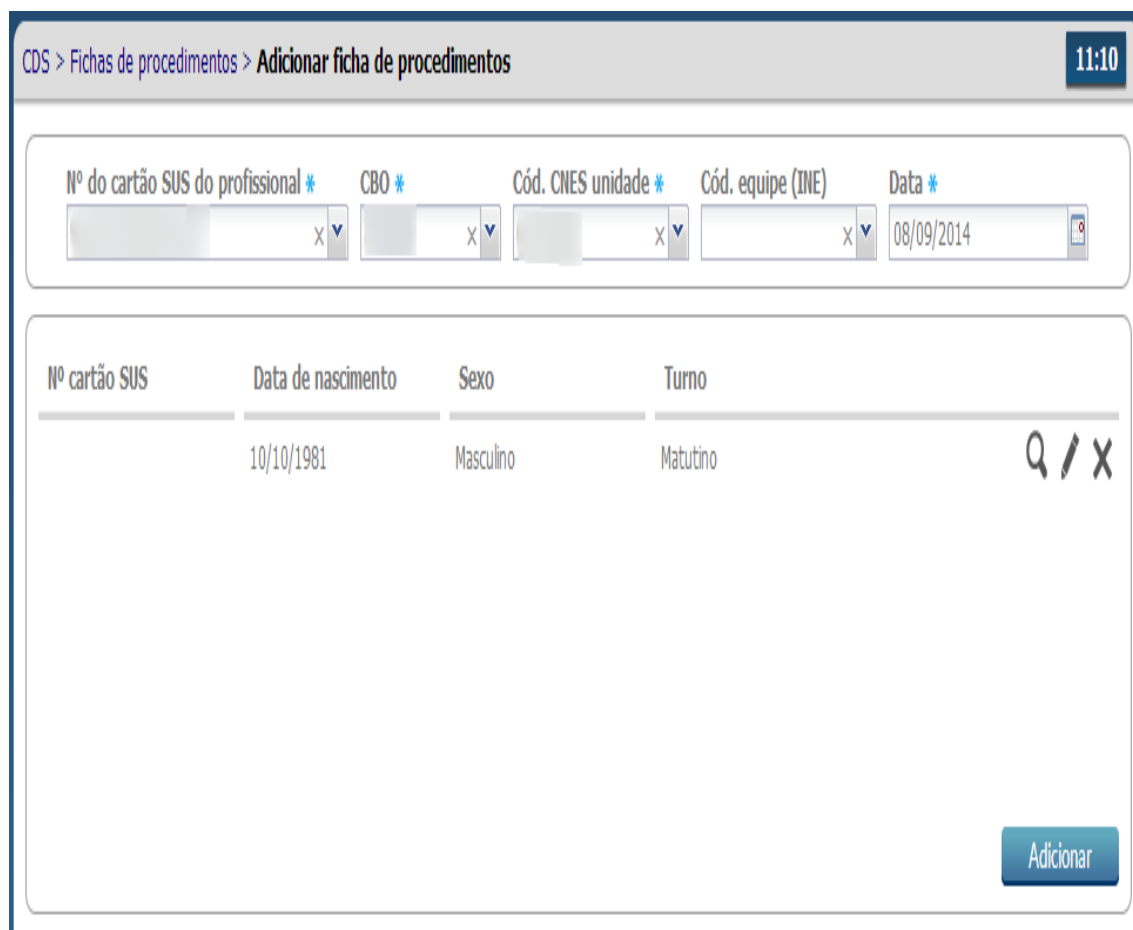 CDS > Fichas de procedimentos > Adicionar ficha de procedimentos 11:10
Nº do cartão SUS do profissional * CBO * Cód. CNES unidade * Cód. equipe (INE) Data *
08/09/2014
Nº cartão SUS Data de nascimento Sexo Turno
10/10/1981 Masculino Matutino
Adicionar